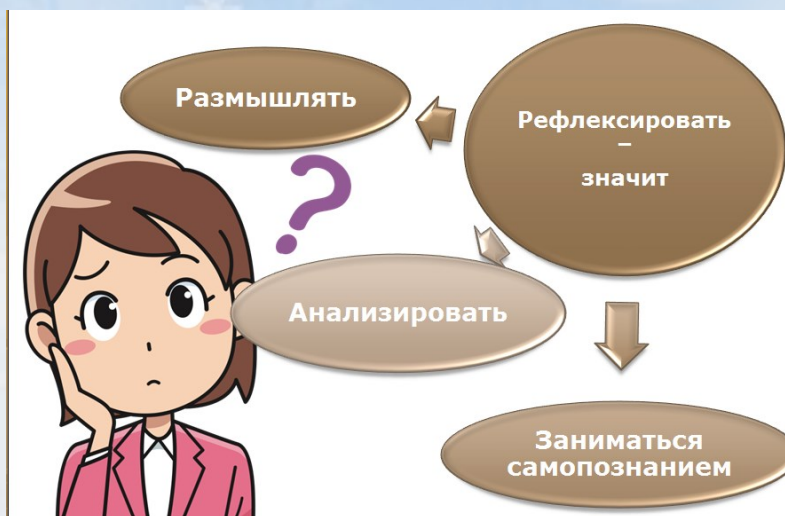 Размышлять
Рефлексировать
–
значит
?
Анализировать
Заниматься
самопознанием